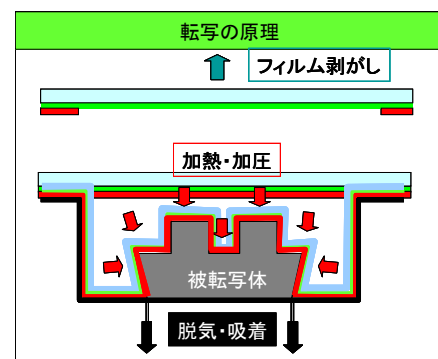 転写の原理
フィルム剥がし
加熱・加圧
被転写体
脱気・吸着